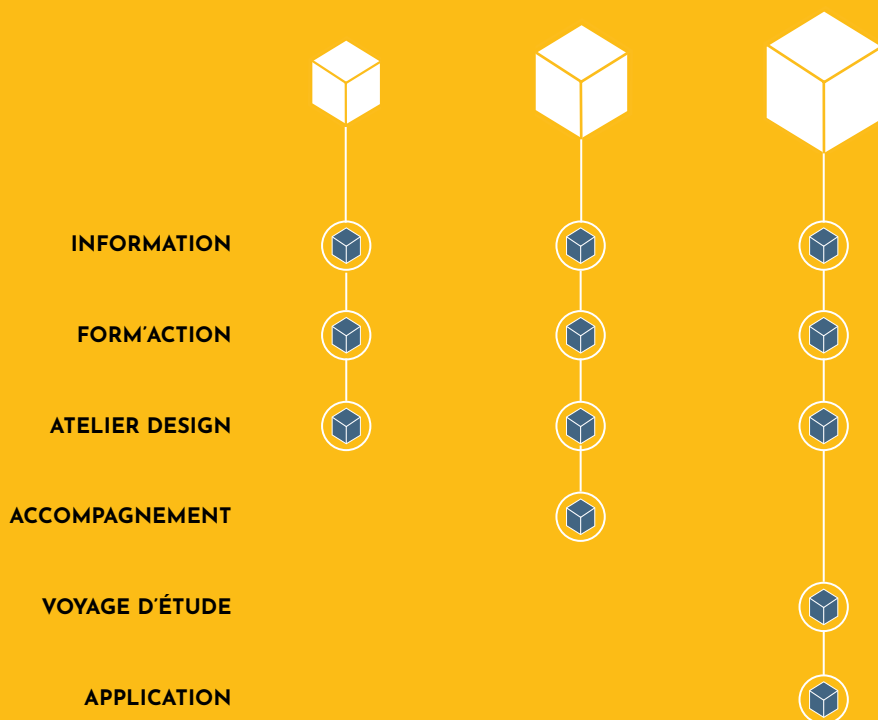 INFORMATION
FORM'ACTION
ATELIER DESIGN
ACCOMPAGNEMENT
VOYAGE D'ÉTUDE
APPLICATION